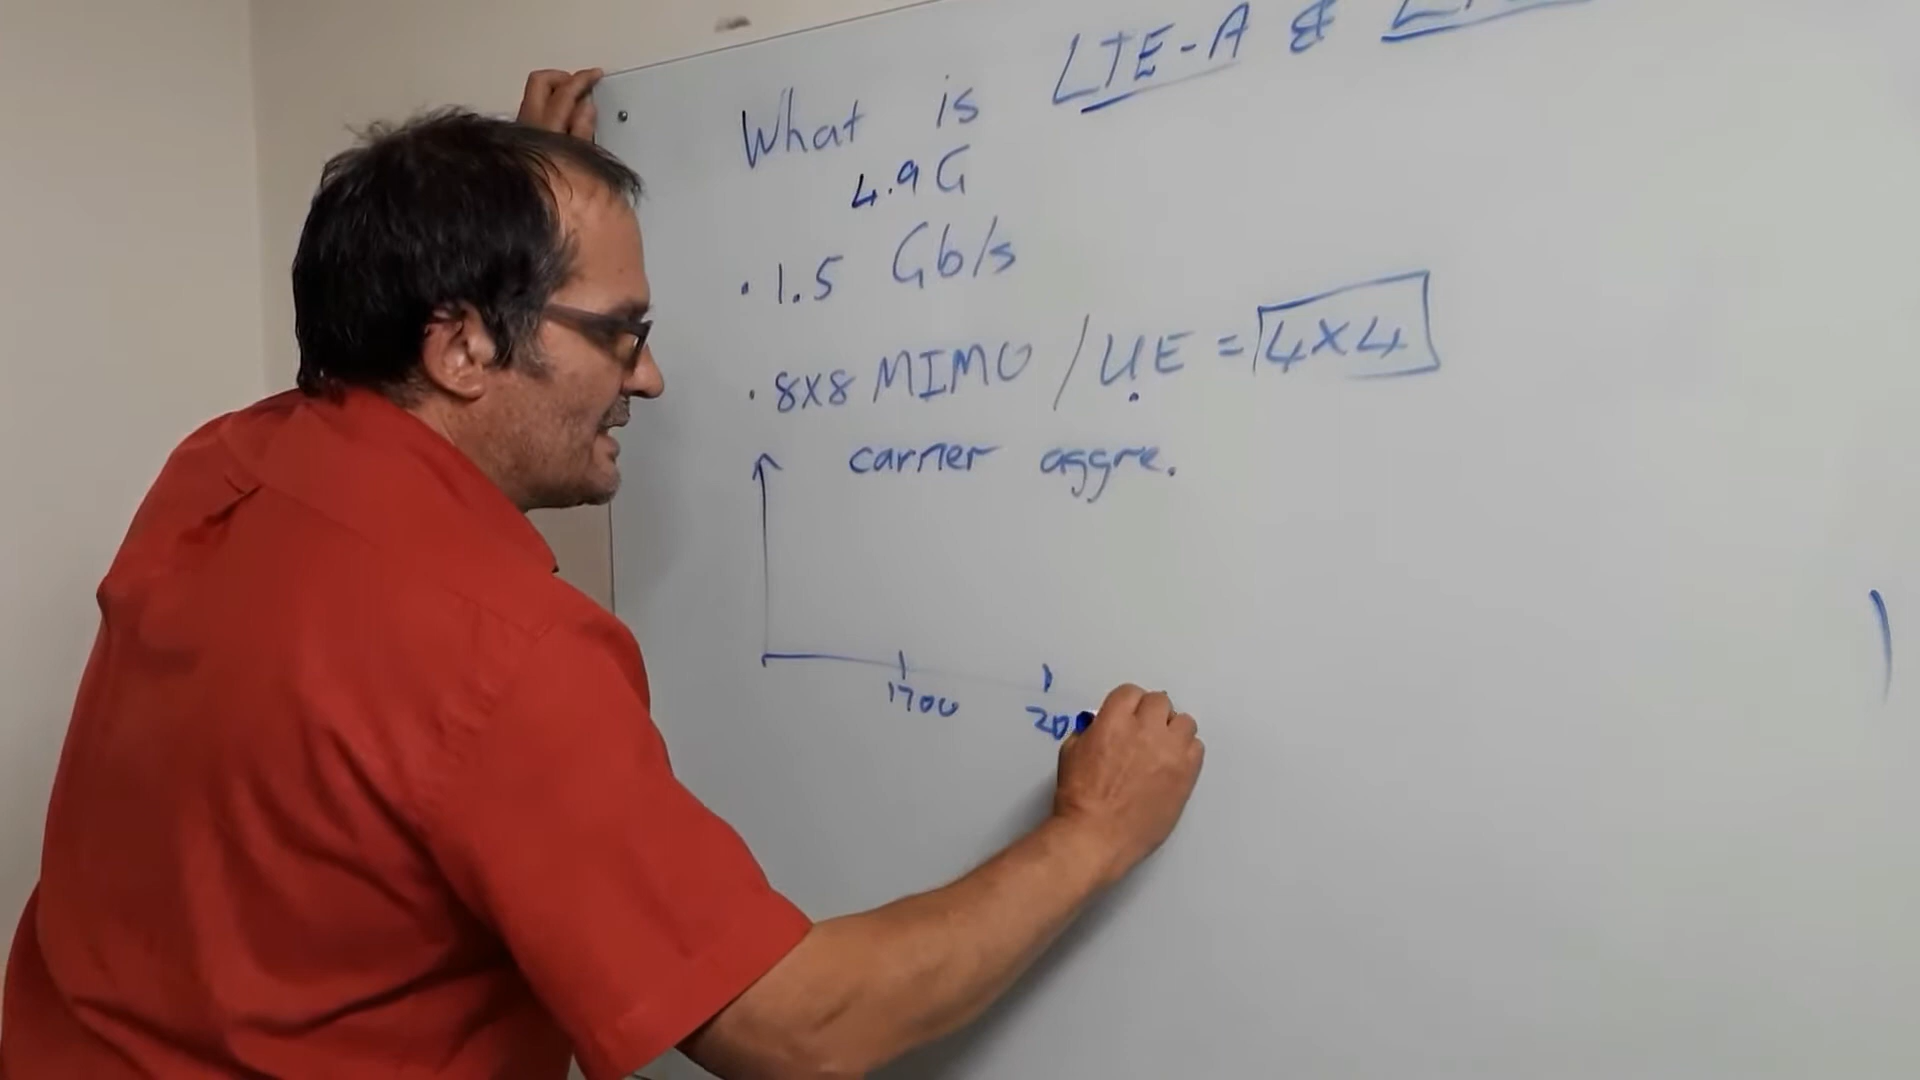 What is LTE-A &
4.9G
• 1.5 Gb/s
• 8x8 MIMO / UE = 4x4
carrier aggre.
1700